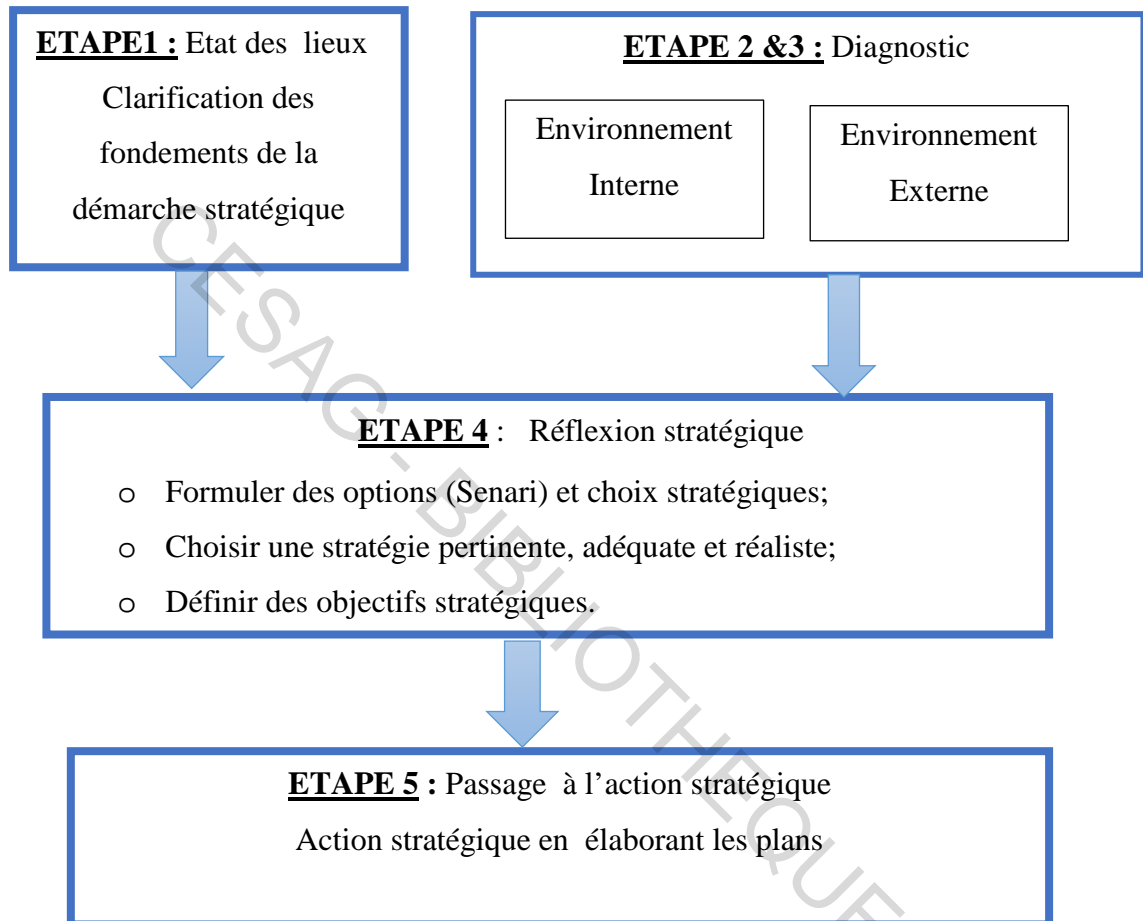 ETAPE1 : Etat des lieux
Clarification des
fondements de la
démarche stratégique
ETAPE 2 &3 : Diagnostic
Environnement
Interne
Environnement
Externe
ETAPE 4 : Réflexion stratégique
o Formuler des options (Senari) et choix stratégiques;
o Choisir une stratégie pertinente, adéquate et réaliste;
o Définir des objectifs stratégiques.
ETAPE 5 : Passage à l’action stratégique
Action stratégique en élaborant les plans
CESAG - BIBLIOTHEQUE